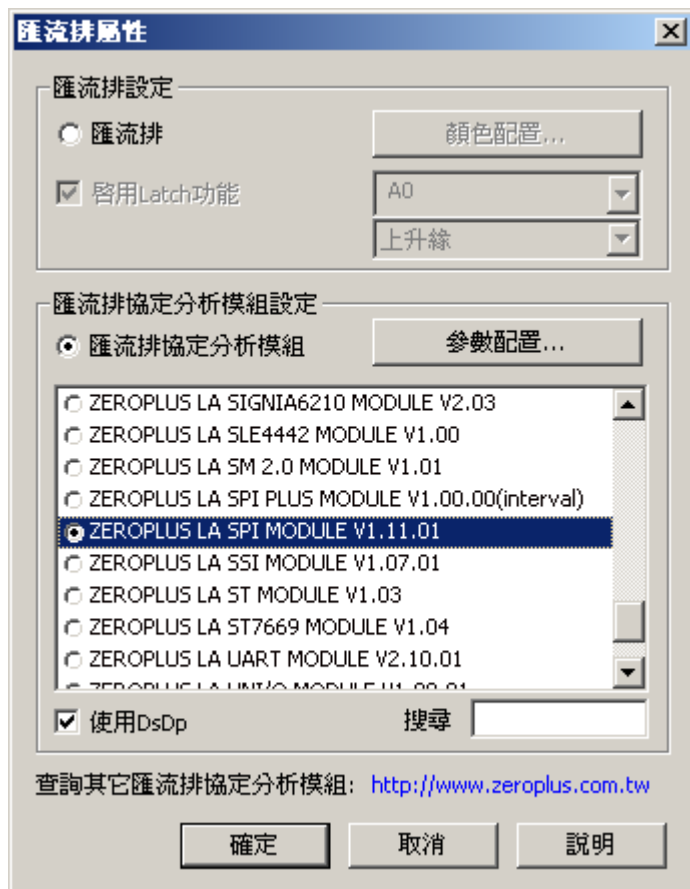 匯流排屬性
匯流排設定
匯流排
顏色配置...
啓用Latch功能
A0
上升緣
匯流排協定分析模組設定
匯流排協定分析模組
參數配置...
ZEROPLUS LA SIGNIA6210 MODULE V2.03
ZEROPLUS LA SLE4442 MODULE V1.00
ZEROPLUS LA SM 2.0 MODULE V1.01
ZEROPLUS LA SPI PLUS MODULE V1.00.00(interval)
ZEROPLUS LA SPI MODULE V1.11.01
ZEROPLUS LA SSI MODULE V1.07.01
ZEROPLUS LA ST MODULE V1.03
ZEROPLUS LA ST7669 MODULE V1.04
ZEROPLUS LA UART MODULE V2.10.01
ZEROPLUS LA UNI/O MODULE
使用DsDp
搜尋
查詢其它匯流排協定分析模組: http://www.zeroplus.com.tw
確定
取消
說明